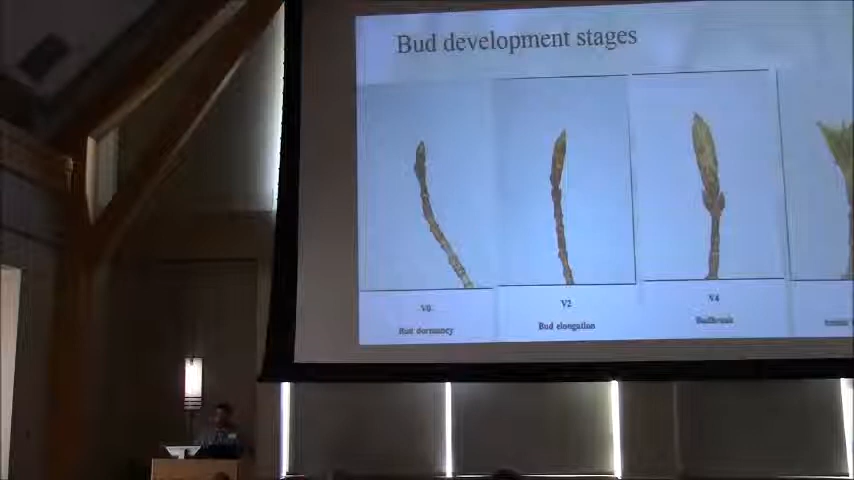 Bud development stages
V0
V2
V4
Bud dormancy
Bud elongation
Budbreak